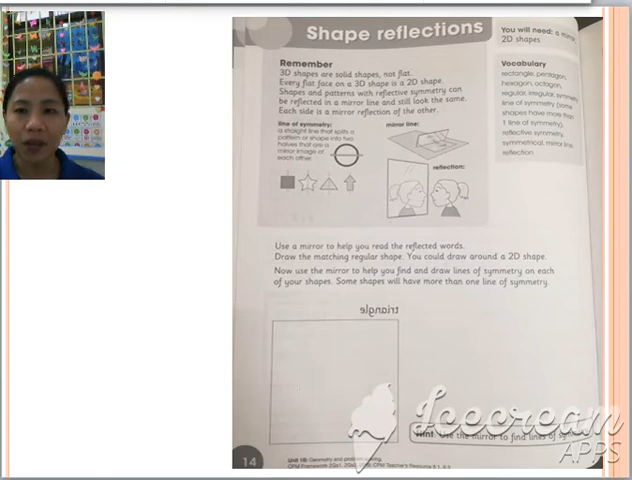 Shape reflections
You will need: a mirror,
2D shapes
Remember
3D shapes are solid shapes, not flat.
Every flat face on a 3D shape is a 2D shape.
Shapes and patterns with reflective symmetry can
be reflected in a mirror line and still look the same.
Each side is a mirror reflection of the other.
Vocabulary
rectangle, pentagon,
hexagon, octagon,
regular, irregular, symmetry,
line of symmetry (some
shapes have more than
1 line of symmetry),
reflective symmetry,
symmetrical, mirror line,
reflection
line of symmetry:
a straight line that splits a
pattern or shape into two
halves that are a
mirror image of
each other
mirror line:
reflection:
Use a mirror to help you read the reflected words.
Draw the matching regular shape. You could draw around a 2D shape.
Now use the mirror to help you find and draw lines of symmetry on each
of your shapes. Some shapes will have more than one line of symmetry.
triangle
Hint: Use the mirror to find lines of
14
Unit 1B: Geometry and problem solving
CPM Framework 2Gs1, CPM Teacher's Resource
Icecream
APPS